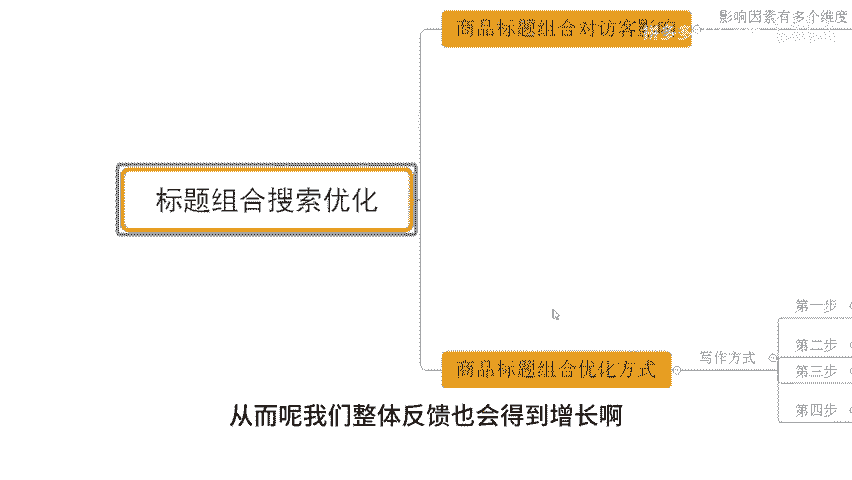 商品标题组合对访客影响
影响因素有多个维度
标题组合搜索优化
第一步
第二步
写作方式
商品标题组合优化方式
第三步
第四步
从而呢我们整体反馈也会得到增长啊